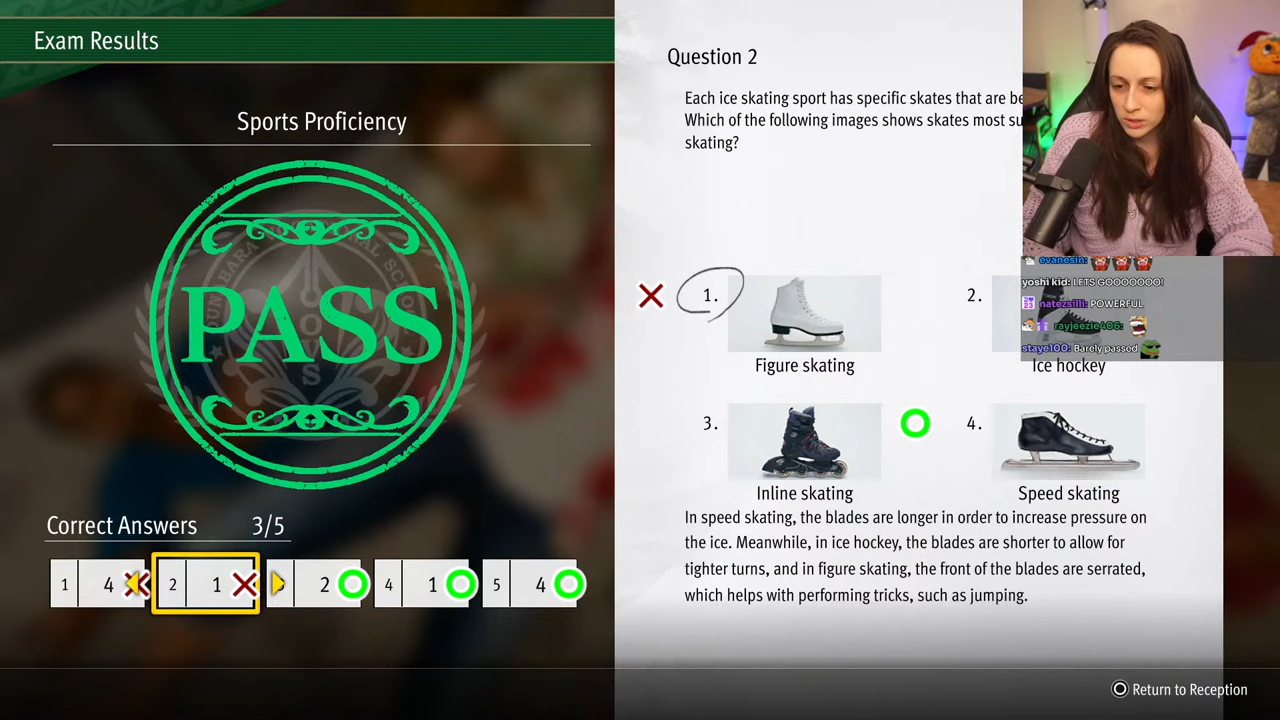 Exam Results
Sports Proficiency
PASS
Correct Answers 3/5
1 4
2 1
2
4 1
5 4
Question 2
Each ice skating sport has specific skates that are be
Which of the following images shows skates most su
skating?
1.
Figure skating
2.
Ice hockey
3.
Inline skating
4.
Speed skating
In speed skating, the blades are longer in order to increase pressure on
the ice. Meanwhile, in ice hockey, the blades are shorter to allow for
tighter turns, and in figure skating, the front of the blades are serrated,
which helps with performing tricks, such as jumping.
evanesin:
yoshi kid: LETS GOOOOOOO!
natezsi111: POWERFUL
rayjeezie406:
staye100: Barely passed
Return to Reception